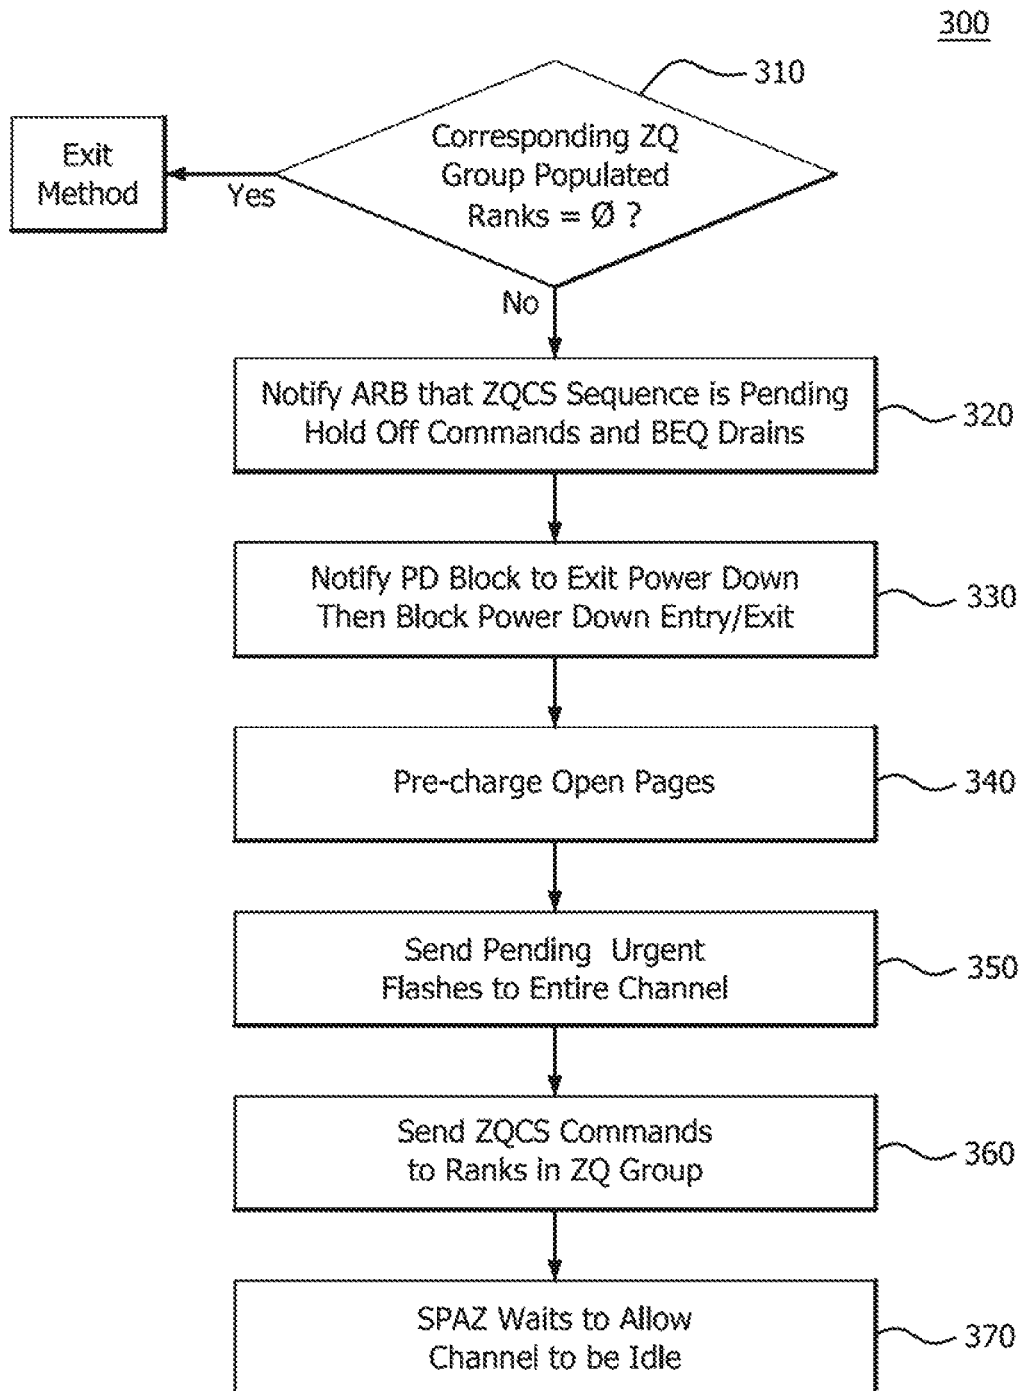 300
310
Corresponding ZQ
Group Populated
Ranks = Ø ?
Exit
Method
Yes
No
Notify ARB that ZQCS Sequence is Pending
Hold Off Commands and BEQ Drains
320
Notify PD Block to Exit Power Down
Then Block Power Down Entry/Exit
330
Pre-charge Open Pages
340
Send Pending Urgent
Flashes to Entire Channel
350
Send ZQCS Commands
to Ranks in ZQ Group
360
SPAZ Waits to Allow
Channel to be Idle
370